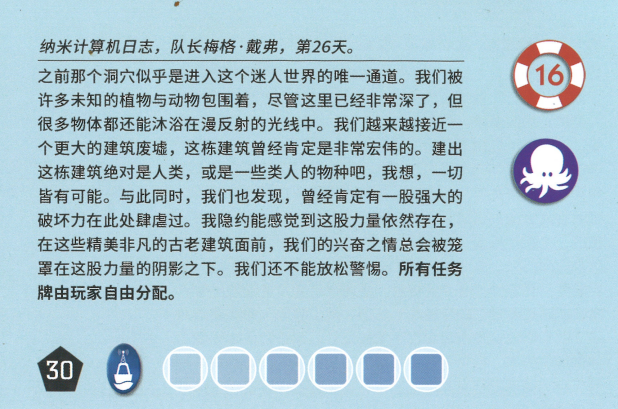 纳米计算机日志，队长梅格·戴弗，第26天。
之前那个洞穴似乎是进入这个迷人世界的唯一通道。我们被
许多未知的植物与动物包围着，尽管这里已经非常深了，但
很多物体都还能沐浴在漫反射的光线中。我们越来越接近一
个更大的建筑废墟，这栋建筑曾经肯定是非常宏伟的。建出
这栋建筑绝对是人类，或是一些类人的物种吧，我想，一切
皆有可能。与此同时，我们也发现，曾经肯定有一股强大的
破坏力在此处肆虐过。我隐约能感觉到这股力量依然存在，
在这些精美非凡的古老建筑面前，我们的兴奋之情总会被笼
罩在这股力量的阴影之下。我们还不能放松警惕。所有任务
牌由玩家自由分配。
16
30